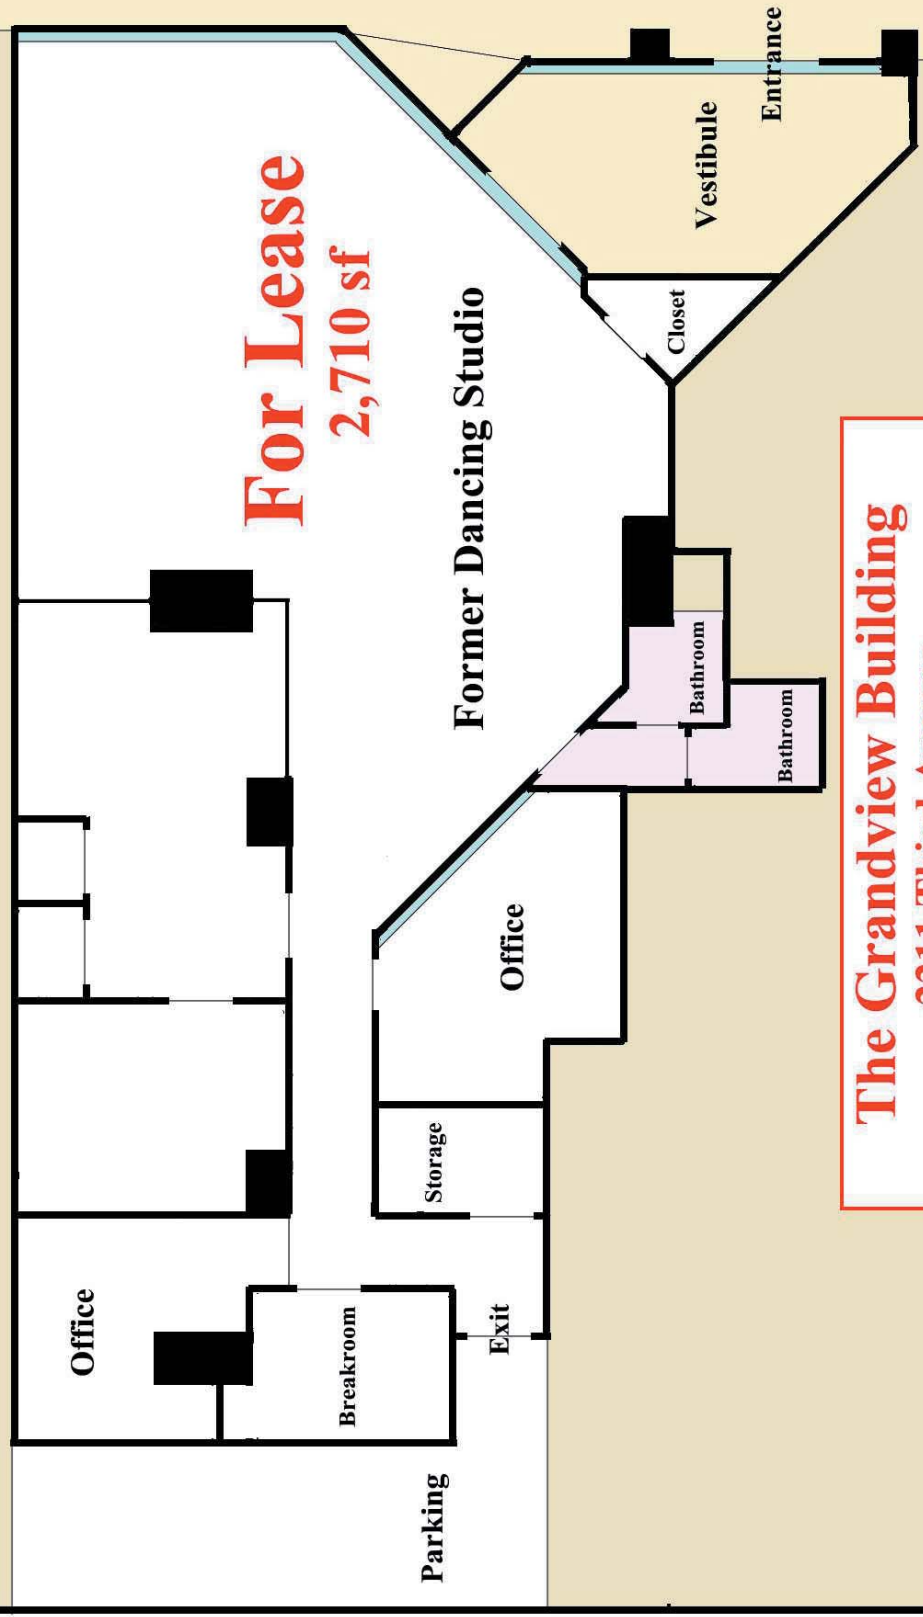 Office
For Lease
2,710 sf
Breakroom
Parking
Storage
Former Dancing Studio
Exit
Office
Closet
Bathroom
Vestibule
Entrance
Bathroom
The Grandview Building
Third